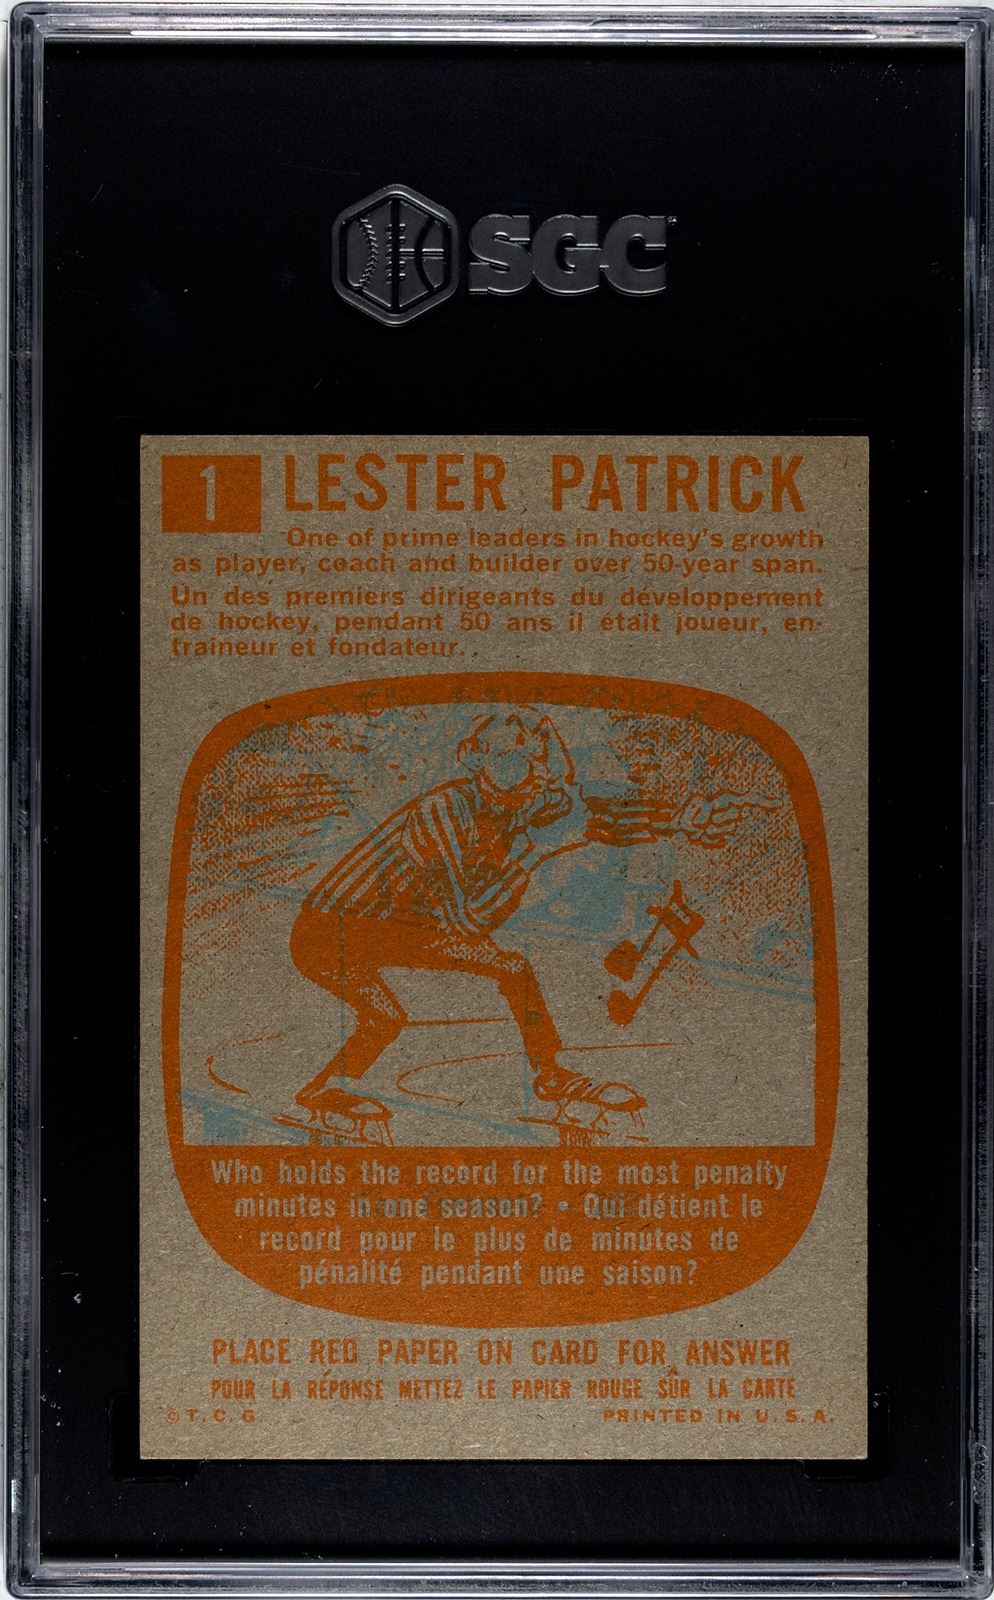 SGC
1 LESTER PATRICK
One of prime leaders in hockey's growth
as player, coach and builder over 50-year span.
Un des premiers dirigeants du développement
de hockey, pendant 50 ans il était joueur, en-
traineur et fondateur.
Who holds the record for the most penalty
minutes in one season? • Qui détient le
record pour le plus de minutes de
pénalité pendant une saison?
PLACE RED PAPER ON CARD FOR ANSWER
POUR LA RÉPONSE METTEZ LE PAPIER ROUGE SÛR LA CARTE
© T. C. G. PRINTED IN U. S. A.